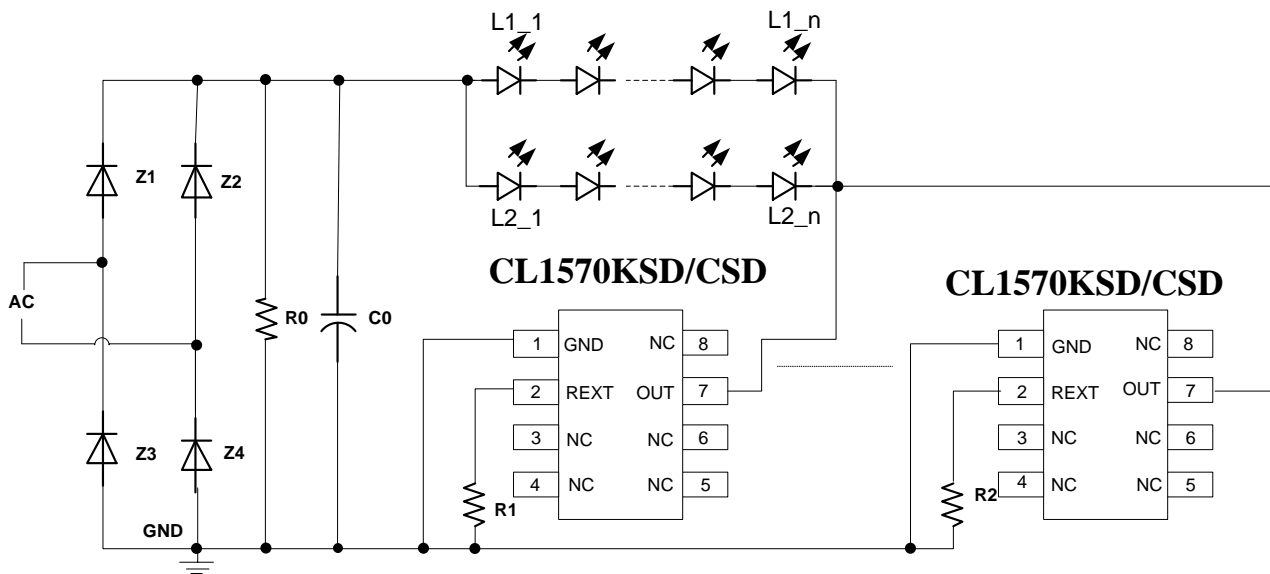 L1_1
L1_n
Z1
Z2
L2_1
L2_n
CL1570KSD/CSD
CL1570KSD/CSD
AC
R0
C0
1 GND NC 8
2 REXT OUT 7
3 NC NC 6
4 NC NC 5
R1
1 GND NC 8
2 REXT OUT 7
3 NC NC 6
4 NC NC 5
R2
Z3
Z4
GND